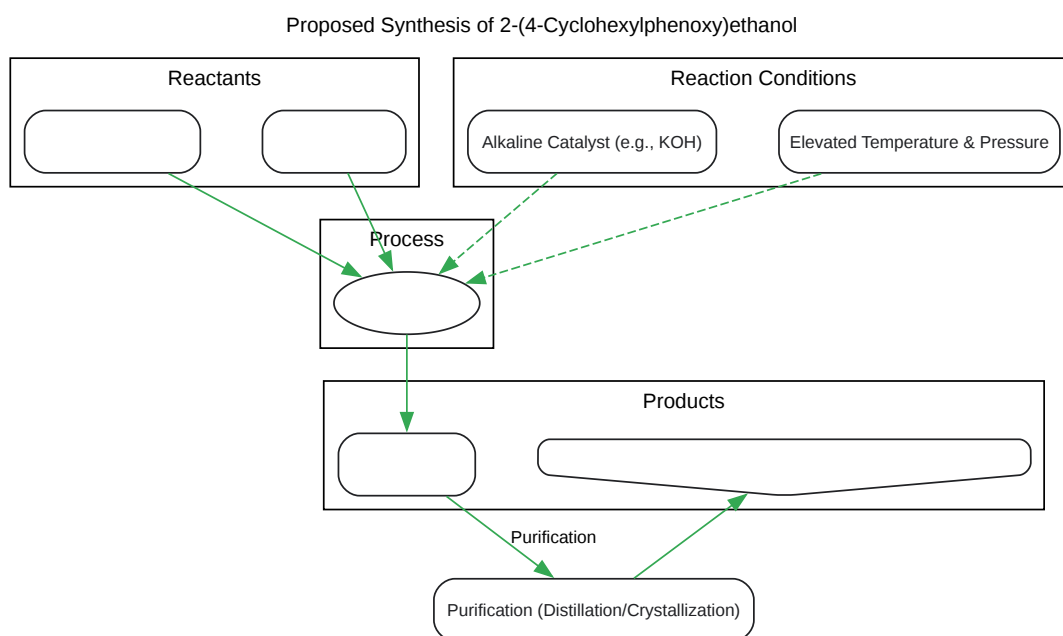 Proposed Synthesis of 2-(4-Cyclohexylphenoxy)ethanol
Reactants
Reaction Conditions
Alkaline Catalyst (e.g., KOH)
Elevated Temperature & Pressure
Process
Products
Purification
Purification (Distillation/Crystallization)